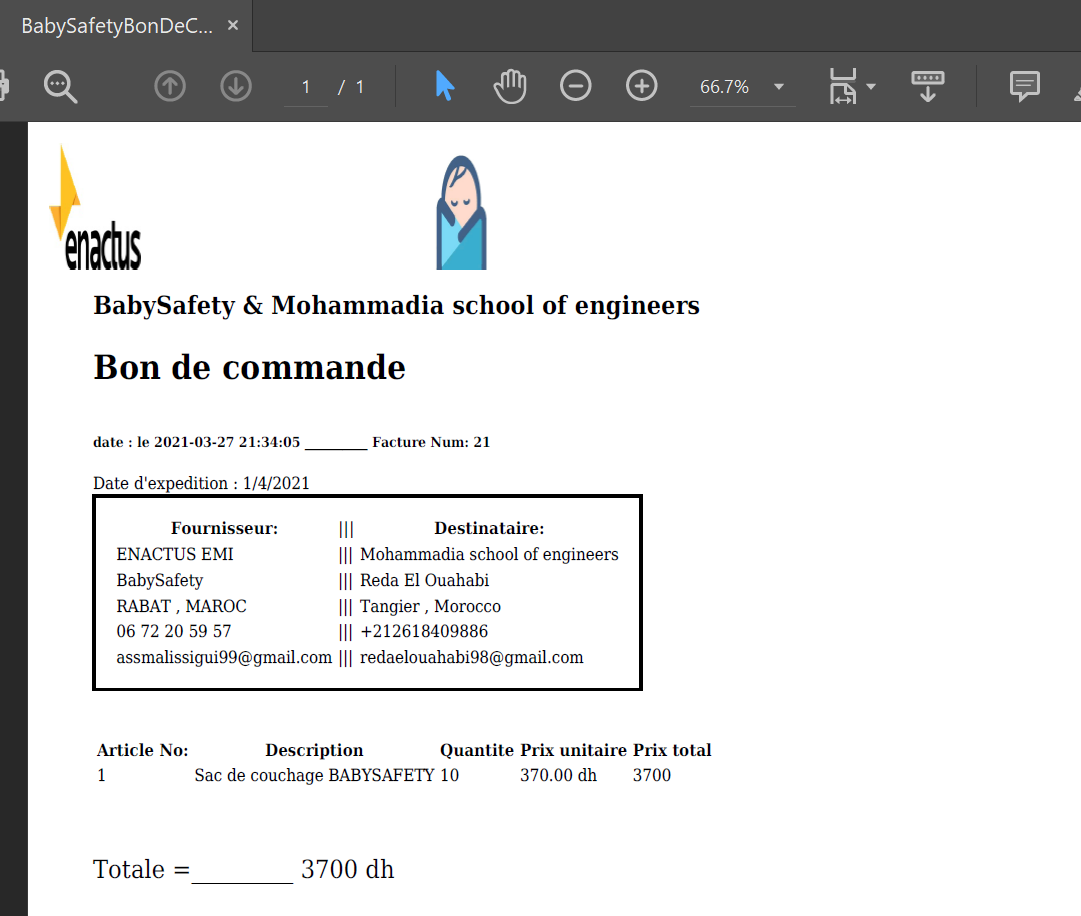 BabySafetyBonDeC... ×
1 / 1
66.7%
enactus
BabySafety & Mohammadia school of engineers
Bon de commande
date : le 2021-03-27 21:34:05 _________ Facture Num: 21
Date d'expedition : 1/4/2021
Fournisseur: ||| Destinataire:
ENACTUS EMI ||| Mohammadia school of engineers
BabySafety ||| Reda El Ouahabi
RABAT , MAROC ||| Tangier , Morocco
06 72 20 59 57 ||| +212618409886
assmalissigui99@gmail.com ||| redaelouahabi98@gmail.com
Article No: Description Quantite Prix unitaire Prix total
1 Sac de couchage BABYSAFETY 10 370.00 dh 3700
Totale =________ 3700 dh